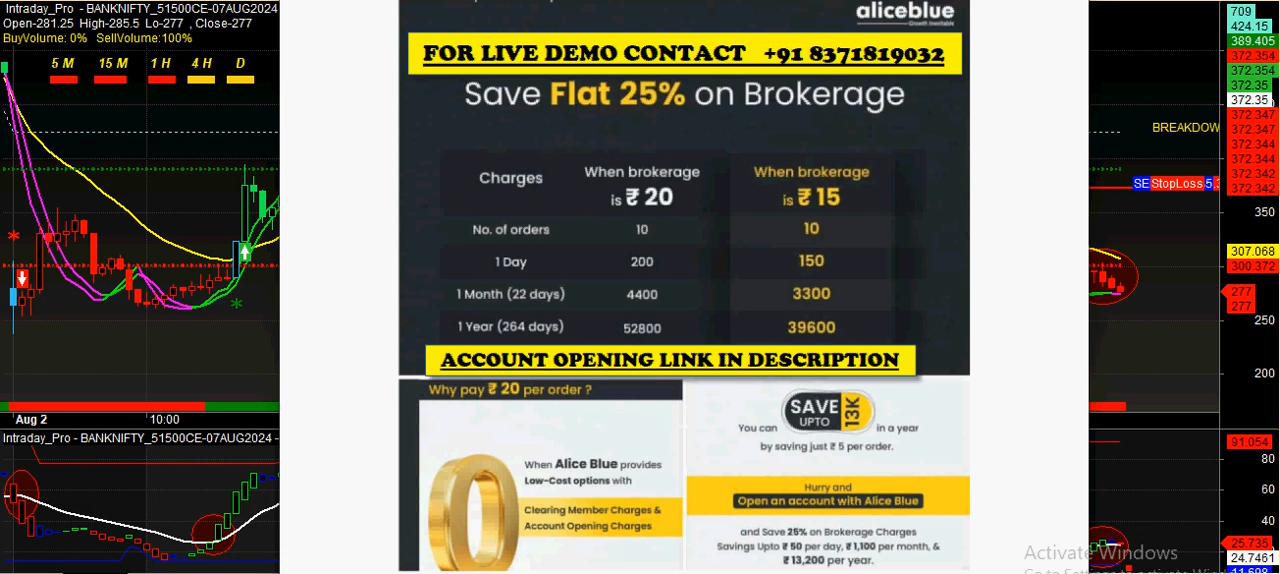 Intraday_Pro - BANKNIFTY_51500CE-07AUG2024
Open-281.25 High-285.5 Lo-277 , Close-277
BuyVolume: 0% SellVolume:100%
5 M 15 M 1 H 4 H D
Aug 2 10:00
Intraday_Pro - BANKNIFTY_51500CE-07AUG2024 -
aliceblue
FOR LIVE DEMO CONTACT +91 8371819032
Save Flat 25% on Brokerage
Charges When brokerage is ₹ 20 When brokerage is ₹ 15
No. of orders 10 10
1 Day 200 150
1 Month (22 days) 4400 3300
1 Year (264 days) 52800 39600
ACCOUNT OPENING LINK IN DESCRIPTION
Why pay ₹ 20 per order ?
When Alice Blue provides
Low-Cost options with
Clearing Member Charges &
Account Opening Charges
You can SAVE UPTO 13K in a year
by saving just ₹ 5 per order.
Hurry and
Open an account with Alice Blue
and Save 25% on Brokerage Charges
Savings Upto ₹ 50 per day, ₹ 1,100 per month, &
₹ 13,200 per year.
BREAKDOW
SE StopLoss
709
424.15
389.405
372.354
372.354
372.35
372.35
372.347
372.347
372.344
372.344
372.342
372.342
350
307.068
300.372
277
277
250
200
91.054
80
60
40
25.735
24.7461
Activate Windows